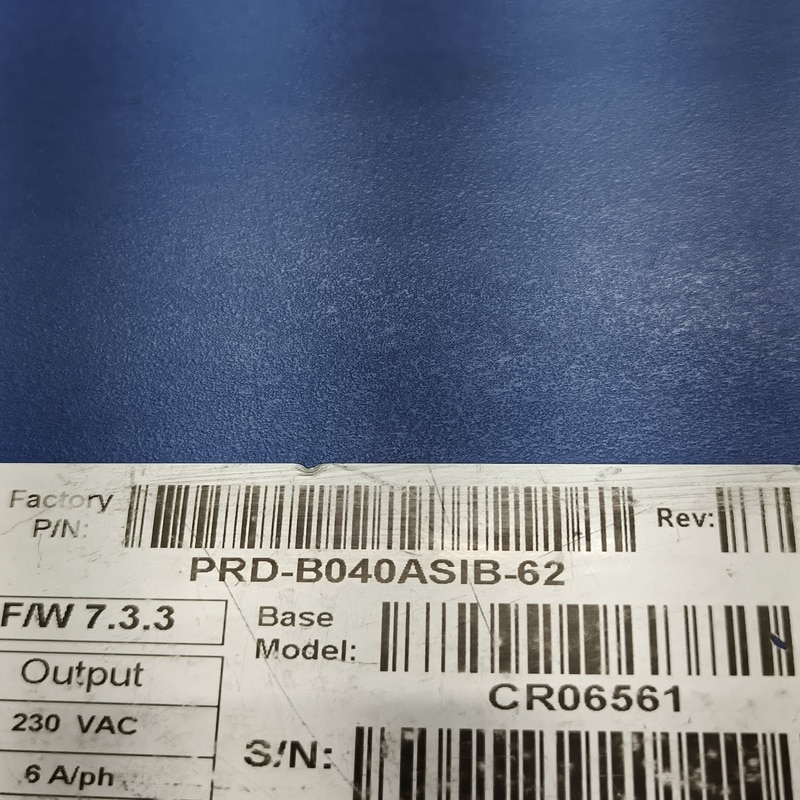 Factory
P/N:
Rev:
PRD-B040ASIB-62
F/W 7.3.3
Base
Model:
CR06561
Output
230 VAC
6 A/ph
S/N: